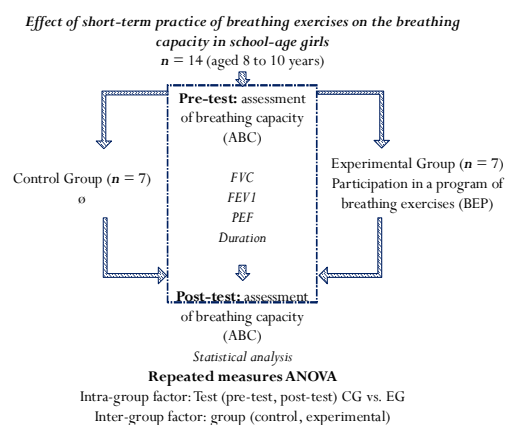 Effect of short-term practice of breathing exercises on the breathing
capacity in school-age girls
n = 14 (aged 8 to 10 years)
Pre-test: assessment
of breathing capacity
(ABC)
FVC
FEV1
PEF
Duration
Control Group (n = 7)
ø
Experimental Group (n = 7)
Participation in a program of
breathing exercises (BEP)
Post-test: assessment
of breathing capacity
(ABC)
Statistical analysis
Repeated measures ANOVA
Intra-group factor: Test (pre-test, post-test) CG vs. EG
Inter-group factor: group (control, experimental)